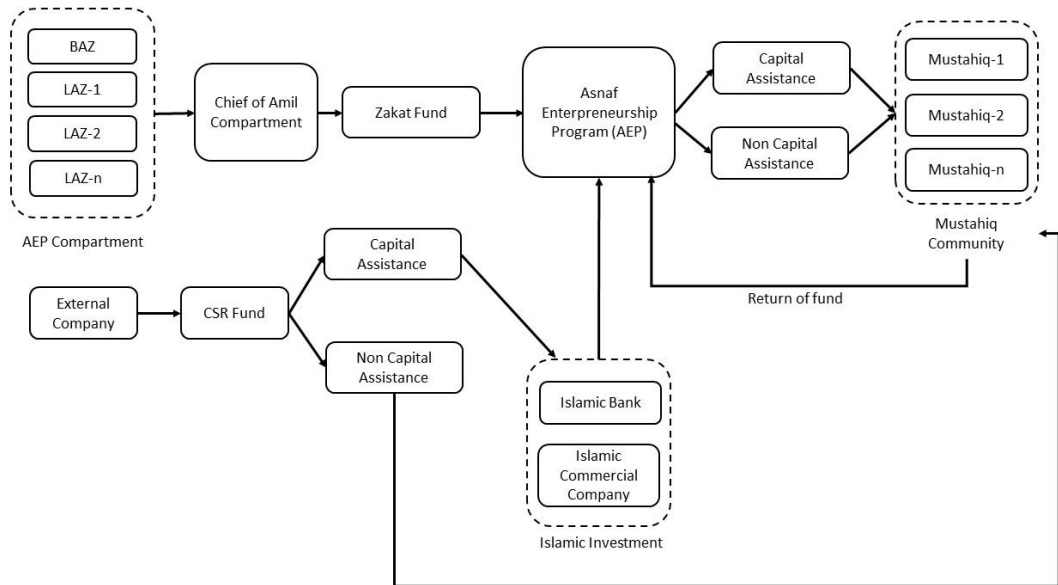 BAZ
LAZ-1
LAZ-2
LAZ-n
AEP Compartment
Chief of Amil
Compartment
Zakat Fund
Asnaf
Enterpreneurship
Program (AEP)
Capital
Assistance
Non Capital
Assistance
Mustahiq-1
Mustahiq-2
Mustahiq-n
Mustahiq
Community
Return of fund
External
Company
CSR Fund
Capital
Assistance
Non Capital
Assistance
Islamic Bank
Islamic
Commercial
Company
Islamic Investment